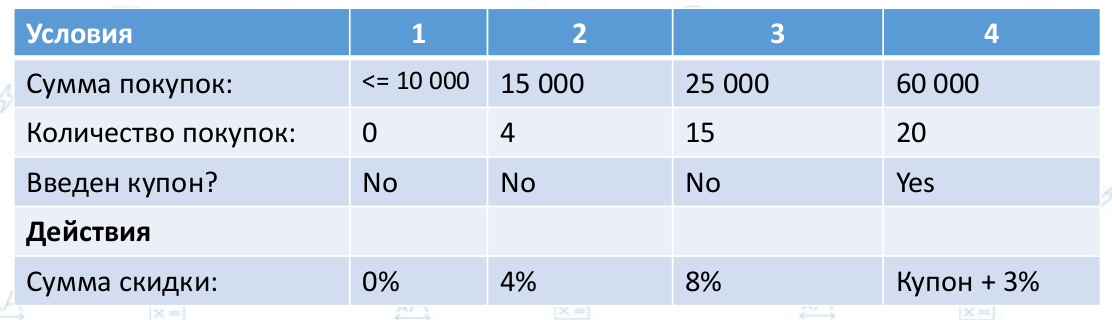 Условия 1 2 3 4
Сумма покупок: <= 10 000 15 000 25 000 60 000
Количество покупок: 0 4 15 20
Введен купон? No No No Yes
Действия
Сумма скидки: 0% 4% 8% Купон + 3%